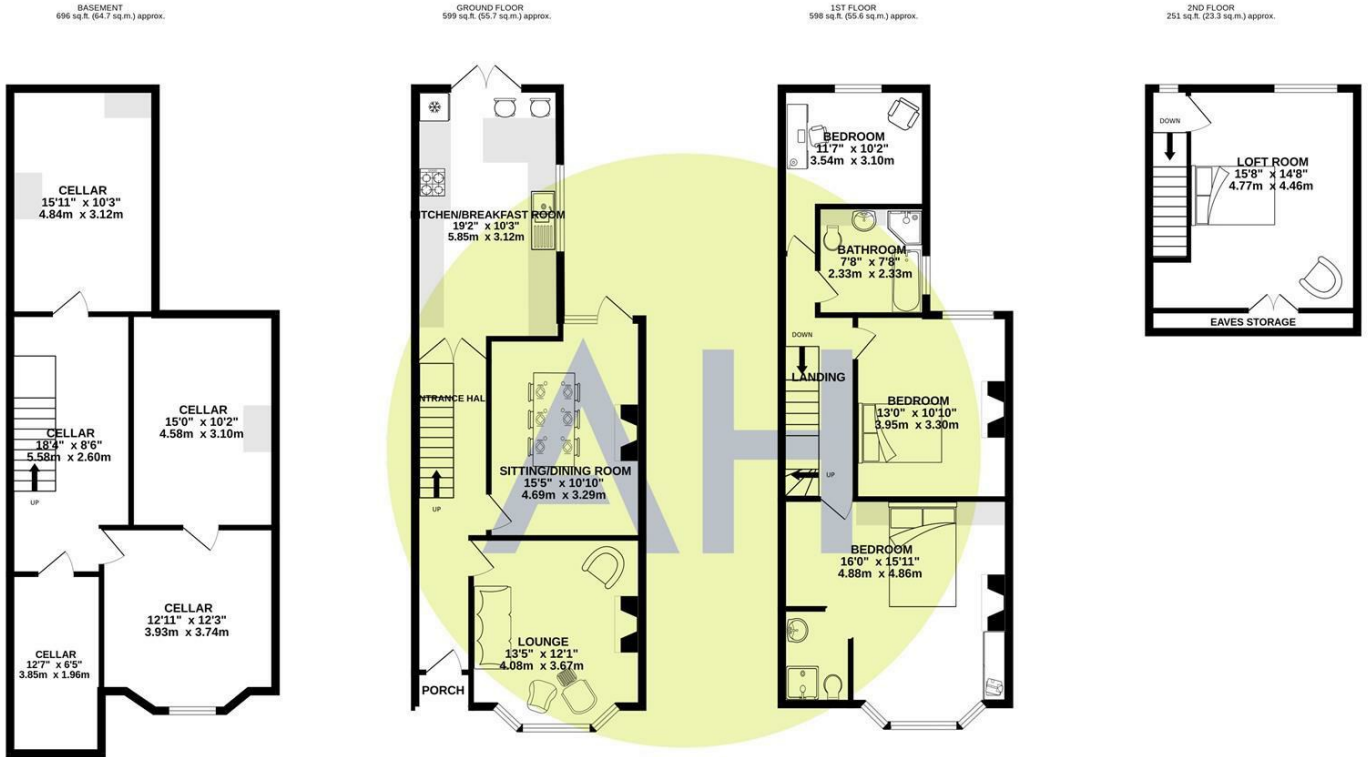 BASEMENT
696 sq.ft. (64.7 sq.m.) approx.
GROUND FLOOR
599 sq.ft. (55.7 sq.m.) approx.
1ST FLOOR
598 sq.ft. (55.6 sq.m.) approx.
2ND FLOOR
251 sq.ft. (23.3 sq.m.) approx.
CELLAR
15'11" x 10'3"
4.84m x 3.12m
CELLAR
15'0" x 10'2"
4.58m x 3.10m
CELLAR
18'4" x 8'6"
5.58m x 2.60m
UP
CELLAR
12'11" x 12'3"
3.93m x 3.74m
CELLAR
12'7" x 6'5"
3.85m x 1.96m
KITCHEN/BREAKFAST ROOM
19'2" x 10'3"
5.85m x 3.12m
ENTRANCE HALL
UP
SITTING/DINING ROOM
15'5" x 10'10"
4.69m x 3.29m
LOUNGE
13'5" x 12'1"
4.08m x 3.67m
PORCH
AH
BEDROOM
11'7" x 10'2"
3.54m x 3.10m
BATHROOM
7'8" x 7'8"
2.33m x 2.33m
DOWN
LANDING
BEDROOM
13'0" x 10'10"
3.95m x 3.30m
UP
BEDROOM
16'0" x 15'11"
4.88m x 4.86m
DOWN
LOFT ROOM
15'8" x 14'8"
4.77m x 4.46m
EAVES STORAGE